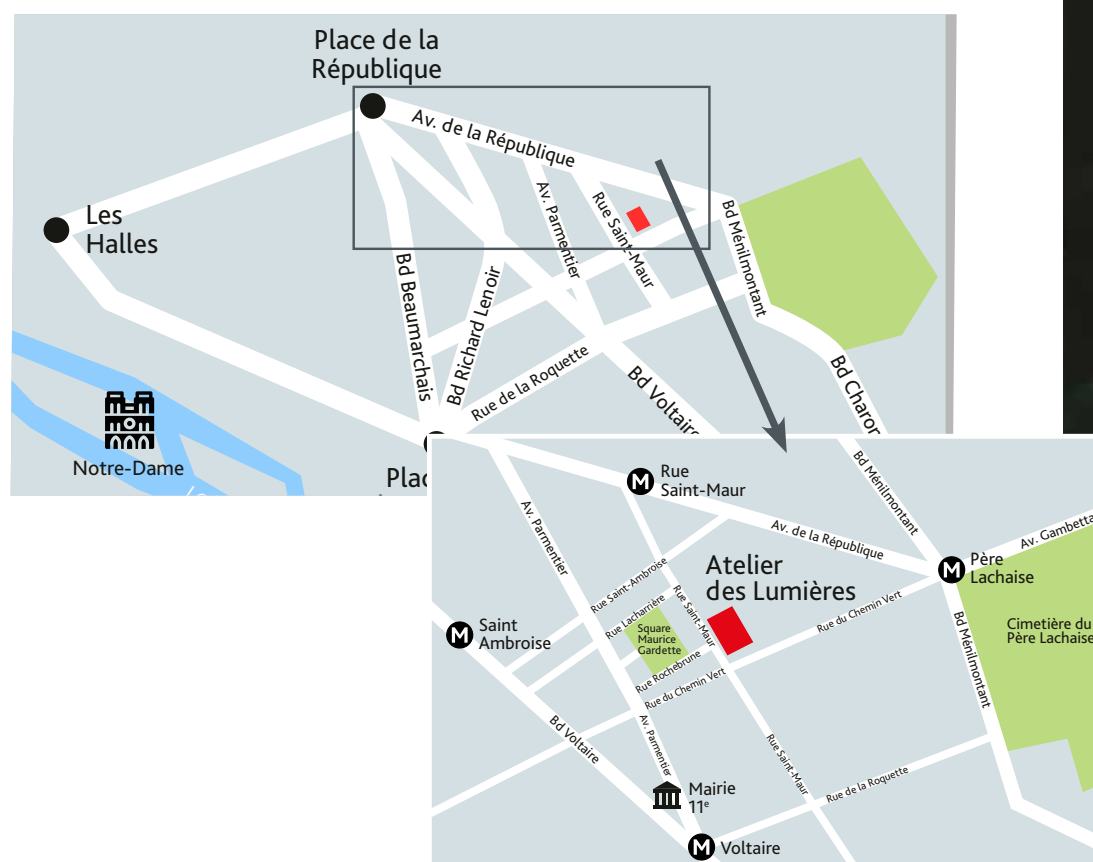 Place de la
République
Av. de la République
Les
Halles
Av. Parmentier
Rue Saint-Maur
Bd Ménilmontant
Bd Beaumarchais
Bd Richard Lenoir
Rue de la Roquette
Bd Voltaire
Bd Charon
Notre-Dame
Plac
M
Rue
Saint-Maur
Bd Ménilmontant
Av. Parmentier
Av. de la République
Av. Gambetta
M
Père
Lachaise
Atelier
des Lumières
Rue Saint-Ambroise
Rue Lacharrière
Rue Saint-Maur
Rue du Chemin Vert
M
Saint
Ambroise
Square
Maurice
Gardette
Cimetière du
Père Lachaise
Bd Ménilmontant
Rue Rochebrune
Rue du Chemin Vert
Bd Voltaire
Av. Parmentier
Rue Saint-Maur
Rue de la Roquette
Mairie
11e
M
Voltaire